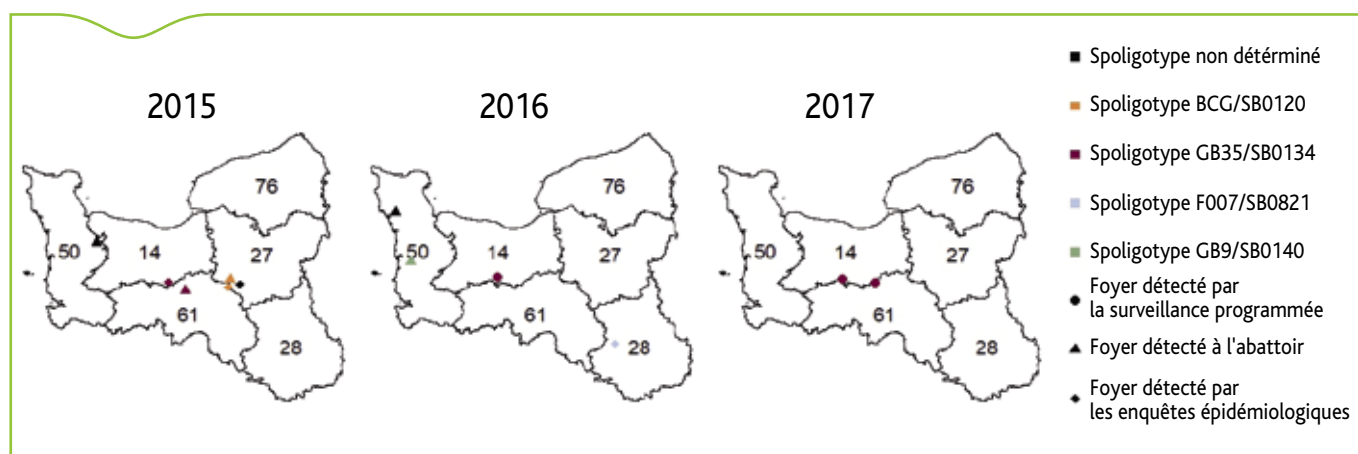 2015
76
50
14
27
61
28
2016
76
50
14
27
61
28
2017
76
50
14
27
61
28
Spoligotype non détérminé
Spoligotype BCG/SB0120
Spoligotype GB35/SB0134
Spoligotype F007/SB0821
Spoligotype GB9/SB0140
Foyer détecté par
la surveillance programmée
Foyer détecté à l'abattoir
Foyer détecté par
les enquêtes épidémiologiques